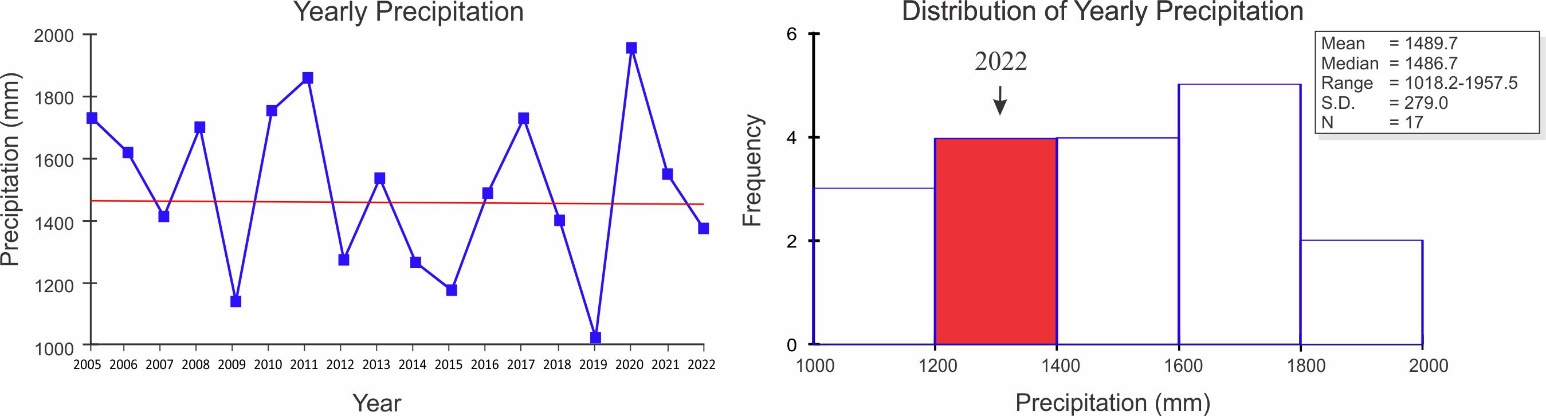 Yearly Precipitation
Precipitation (mm)
2000
1800
1600
1400
1200
1000
2005 2006 2007 2008 2009 2010 2011 2012 2013 2014 2015 2016 2017 2018 2019 2020 2021 2022
Year
Distribution of Yearly Precipitation
Frequency
6
4
2
0
2022
Mean = 1489.7
Median = 1486.7
Range = 1018.2-1957.5
S.D. = 279.0
N = 17
1000 1200 1400 1600 1800 2000
Precipitation (mm)